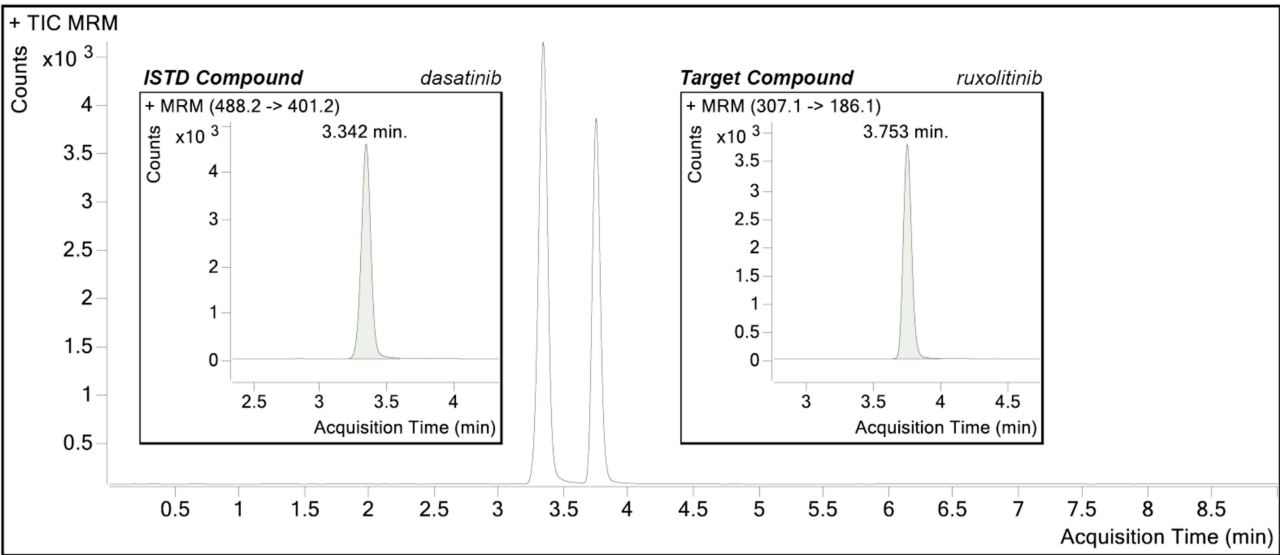 + TIC MRM
Counts
x10 3
4
3.5
3
2.5
2
1.5
1
0.5
ISTD Compound dasatinib
+ MRM (488.2 -> 401.2)
Counts
x10 3
3.342 min.
4
3
2
1
0
2.5 3 3.5 4
Acquisition Time (min)
Target Compound ruxolitinib
+ MRM (307.1 -> 186.1)
Counts
x10 3
3.753 min.
3.5
3
2.5
2
1.5
1
0.5
0
3 3.5 4 4.5
Acquisition Time (min)
0.5 1 1.5 2 2.5 3 3.5 4 4.5 5 5.5 6 6.5 7 7.5 8 8.5
Acquisition Time (min)